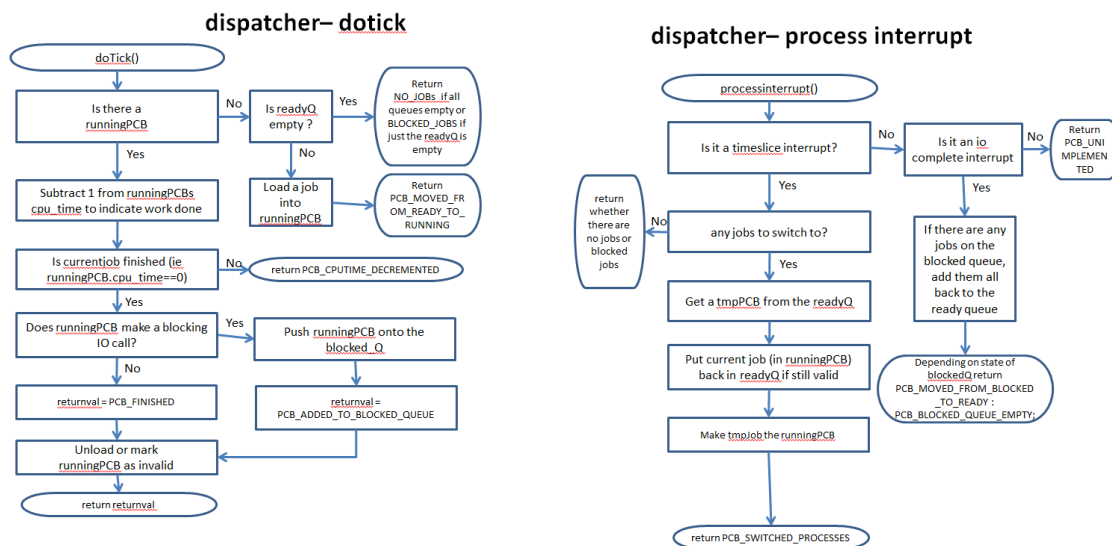 dispatcher– dotick
doTick()
Is there a
runningPCB
No
Is readyQ
empty ?
Yes
Return
NO_JOBs if all
queues empty or
BLOCKED_JOBS if
just the readyQ is
empty
Yes
No
Subtract 1 from runningPCBs
cpu_time to indicate work done
Load a job
into
runningPCB
Return
PCB_MOVED_FR
OM_READY_TO_
RUNNING
Is currentjob finished (ie
runningPCB.cpu_time==0)
No
return PCB_CPUTIME_DECREMENTED
Yes
Does runningPCB make a blocking
IO call?
Yes
Push runningPCB onto the
blocked_Q
No
returnval = PCB_FINISHED
returnval =
PCB_ADDED_TO_BLOCKED_QUEUE
Unload or mark
runningPCB as invalid
return returnval
dispatcher– process interrupt
processinterrupt()
Is it a timeslice interrupt?
No
Is it an io
complete interrupt
No
Return
PCB_UNI
MPLEMEN
TED
Yes
Yes
return
whether
there are
no jobs or
blocked
jobs
No
any jobs to switch to?
If there are any
jobs on the
blocked queue,
add them all
back to the
ready queue
Yes
Get a tmpPCB from the readyQ
Put current job (in runningPCB)
back in readyQ if still valid
Depending on state of
blockedQ return
PCB_MOVED_FROM_BLOCKED
_TO_READY :
PCB_BLOCKED_QUEUE_EMPTY;
Make tmpJob the runningPCB
return PCB_SWITCHED_PROCESSES